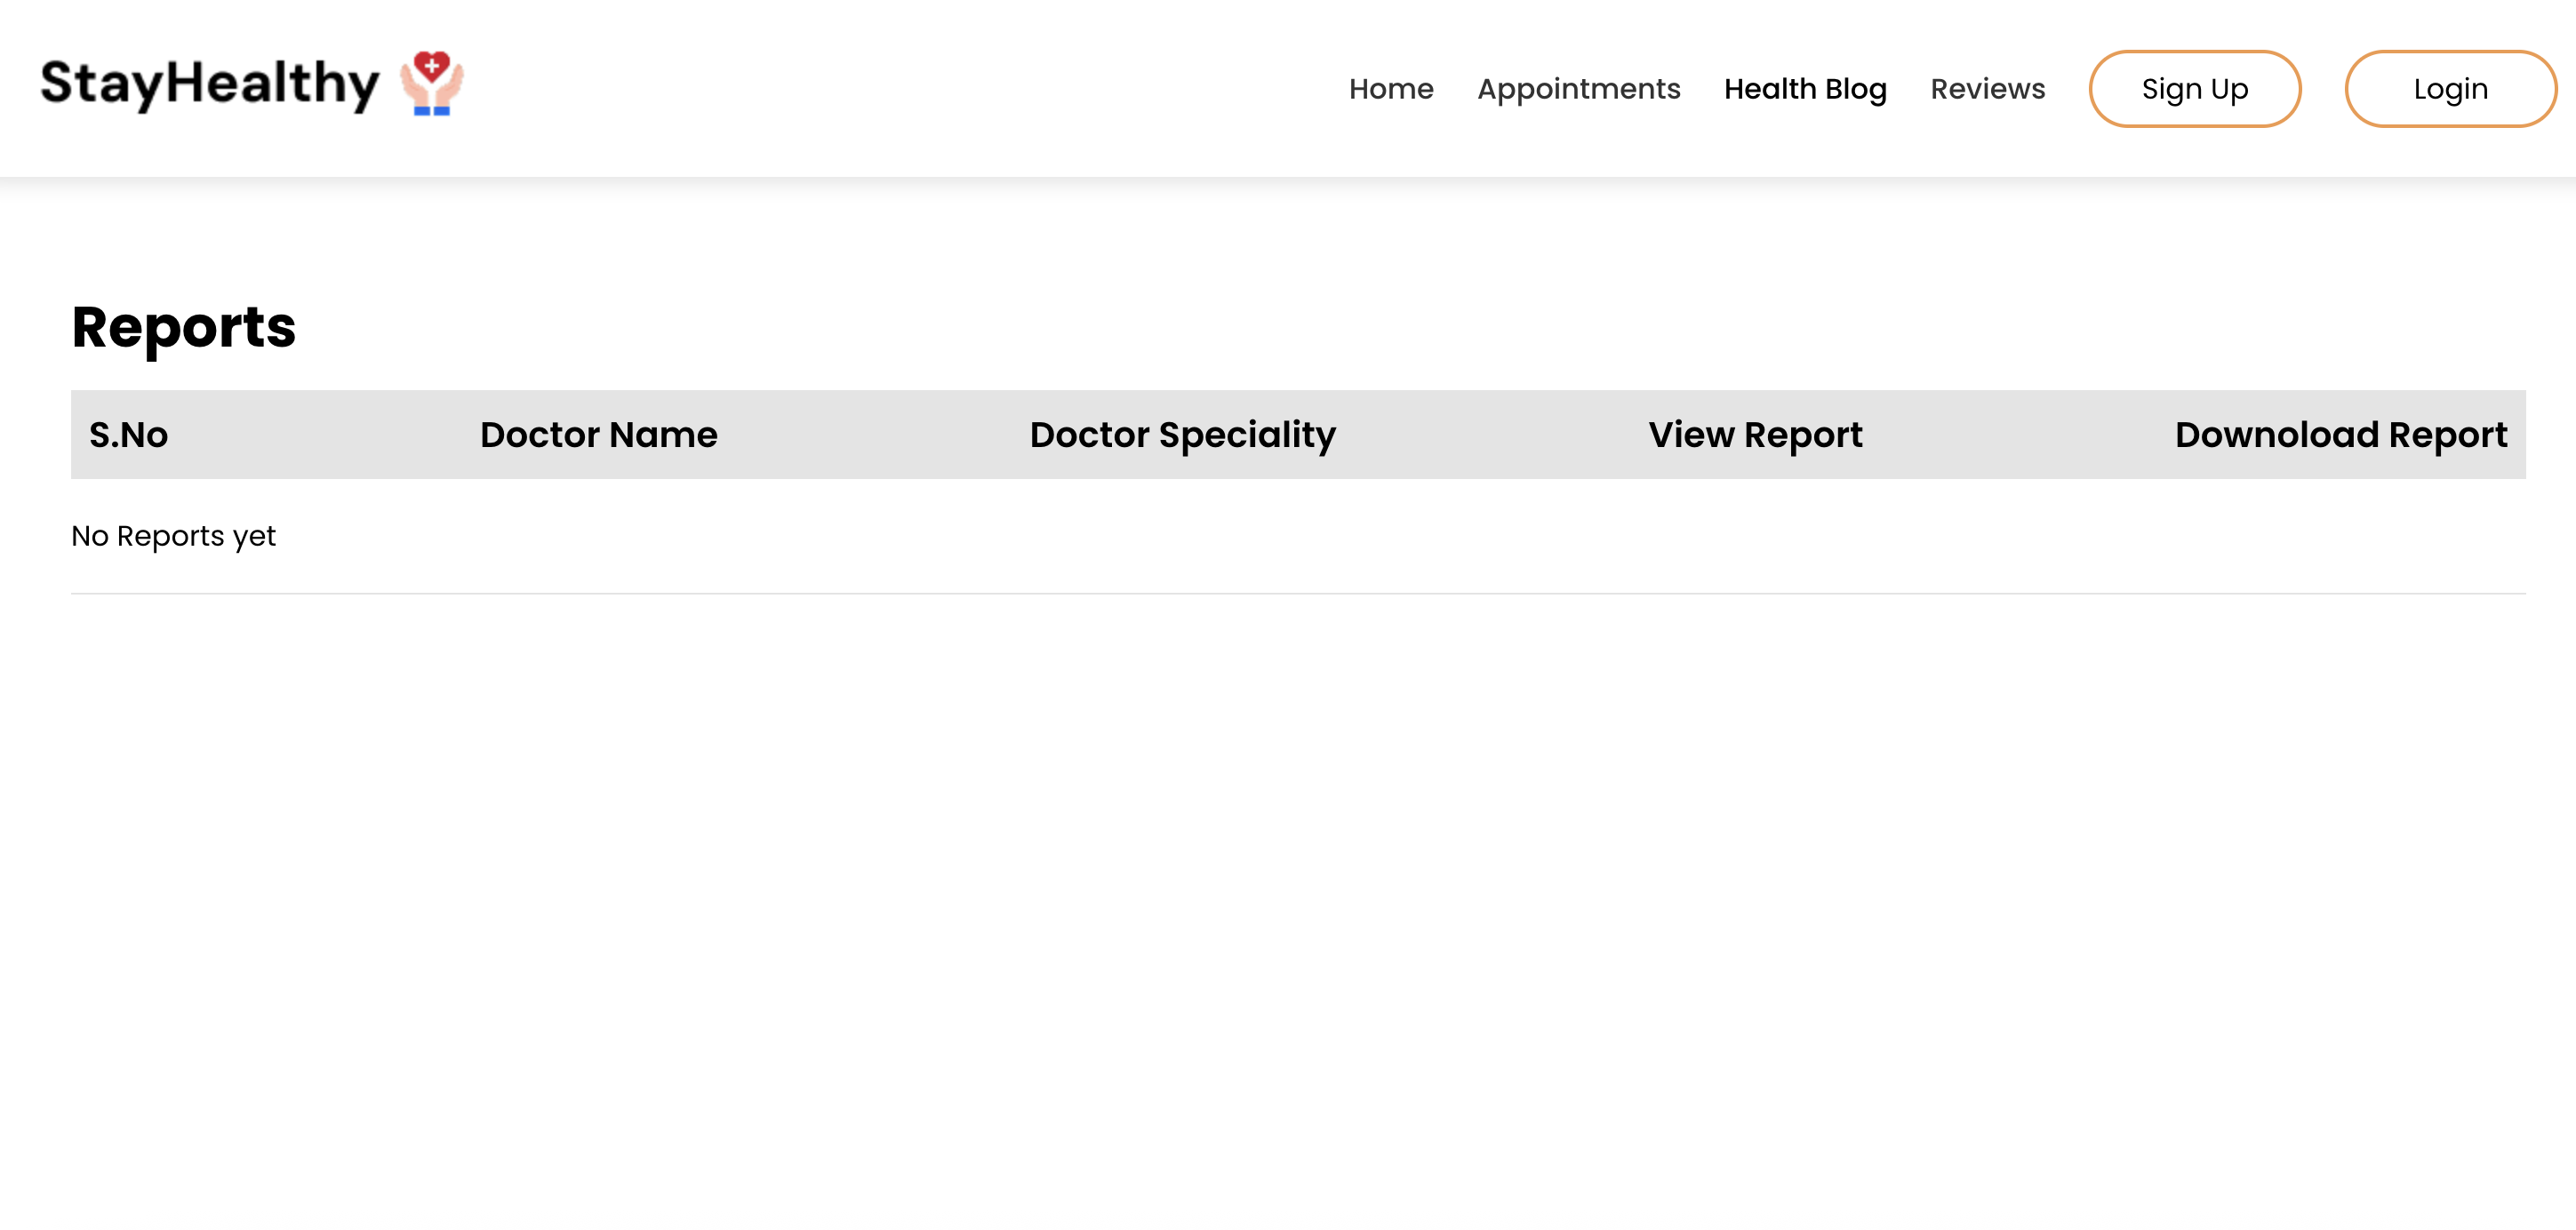 StayHealthy
Home Appointments Health Blog Reviews Sign Up Login
Reports
S.No Doctor Name Doctor Speciality View Report Downoload Report
No Reports yet